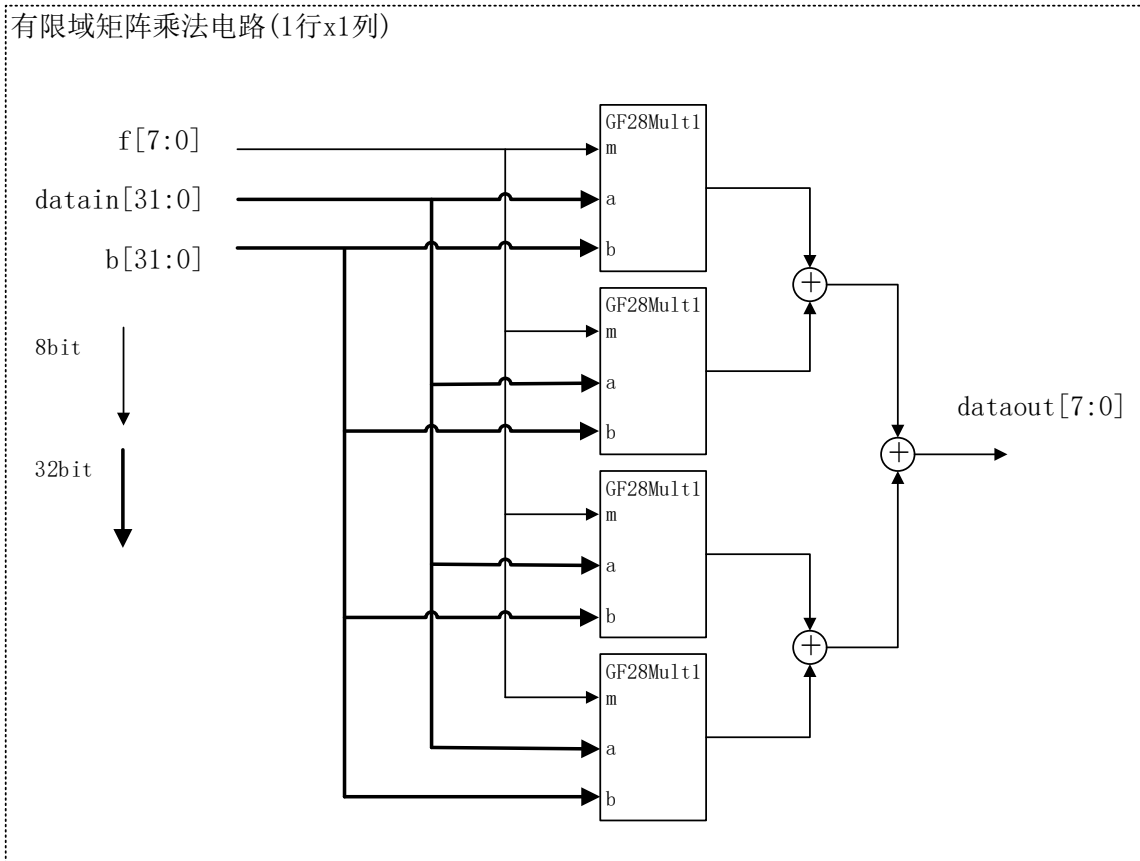 有限域矩阵乘法电路(1行x1列)
f[7:0]
datain[31:0]
b[31:0]
8bit
32bit
GF28Mult1
m
a
b
GF28Mult1
m
a
b
GF28Mult1
m
a
b
GF28Mult1
m
a
b
dataout[7:0]